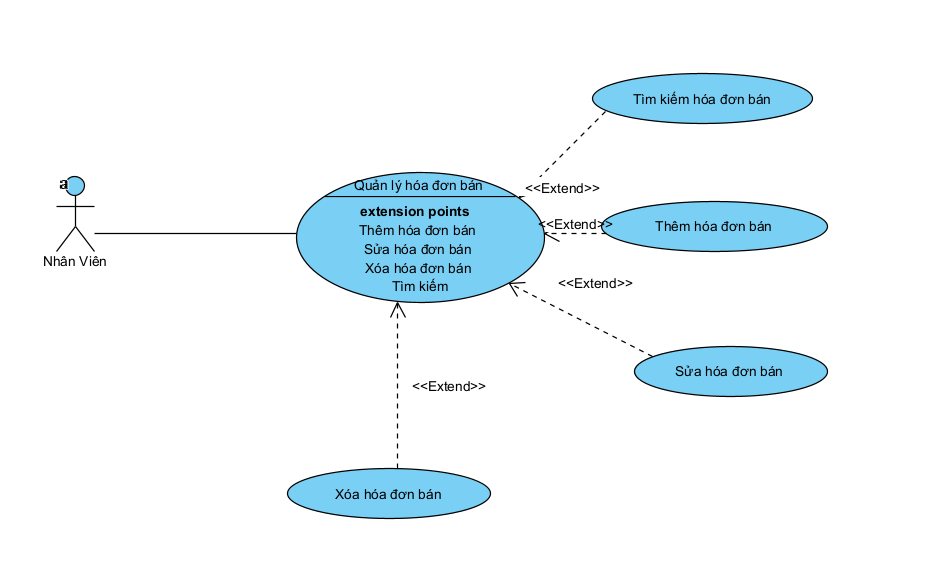 Tìm kiếm hóa đơn bán
a
Quản lý hóa đơn bán
<<Extend>>
extension points
Thêm hóa đơn bán
Sửa hóa đơn bán
Xóa hóa đơn bán
Tìm kiếm
<<Extend>>
Thêm hóa đơn bán
Nhân Viên
<<Extend>>
Sửa hóa đơn bán
<<Extend>>
Xóa hóa đơn bán